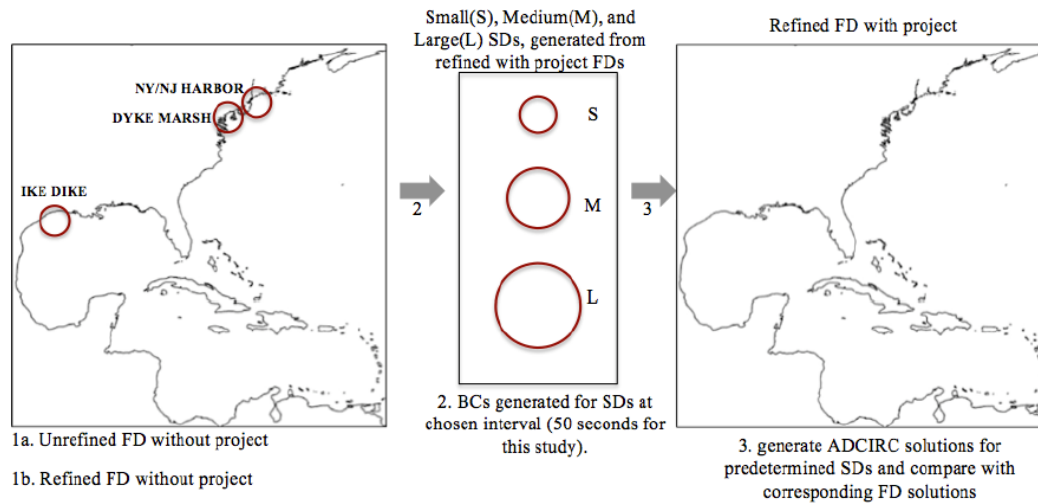 Small(S), Medium(M), and
Large(L) SDs, generated from
refined with project FDs
Refined FD with project
NY/NJ HARBOR
DYKE MARSH
IKE DIKE
S
M
L
2
3
1a. Unrefined FD without project
1b. Refined FD without project
2. BCs generated for SDs at
chosen interval (50 seconds for
this study).
3. generate ADCIRC solutions for
predetermined SDs and compare with
corresponding FD solutions